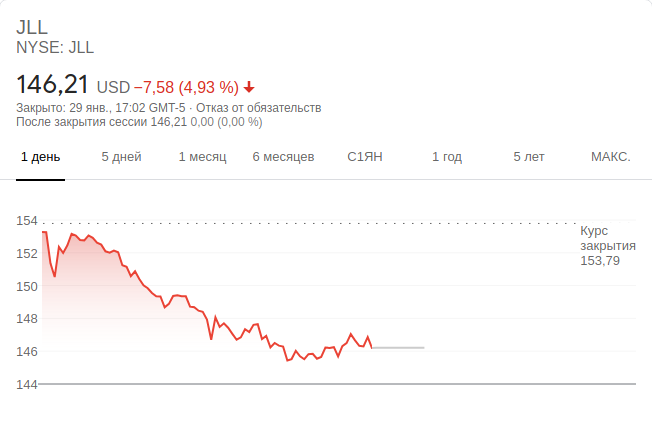 JLL
NYSE: JLL
146,21 USD −7,58 (4,93 %)
Закрыто: 29 янв., 17:02 GMT-5 · Отказ от обязательств
После закрытия сессии 146,21 0,00 (0,00 %)
1 день 5 дней 1 месяц 6 месяцев С1ЯН 1 год 5 лет МАКС.
154
Курс
закрытия
153,79
152
150
148
146
144